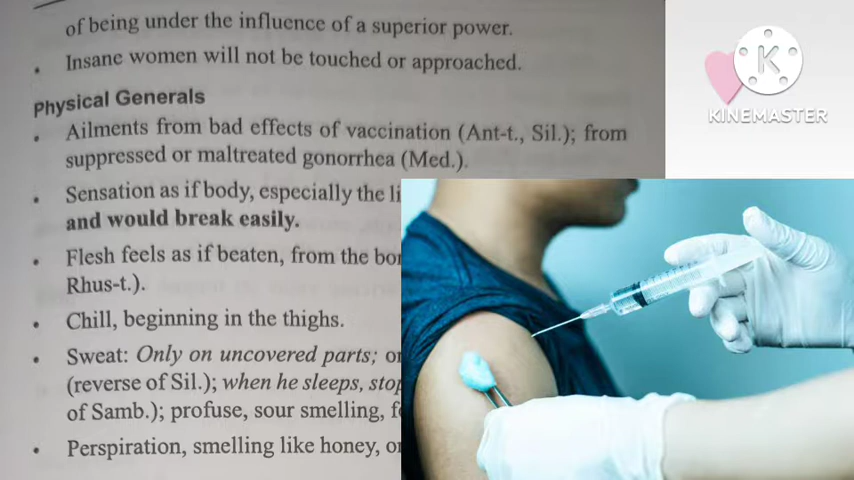 of being under the influence of a superior power.
• Insane women will not be touched or approached.
Physical Generals
• Ailments from bad effects of vaccination (Ant-t., Sil.); from
suppressed or maltreated gonorrhea (Med.).
• Sensation as if body, especially the li
and would break easily.
• Flesh feels as if beaten, from the bo
Rhus-t.).
• Chill, beginning in the thighs.
• Sweat: Only on uncovered parts; o
(reverse of Sil.); when he sleeps, stop
of Samb.); profuse, sour smelling, f
• Perspiration, smelling like honey, o
KINEMASTER